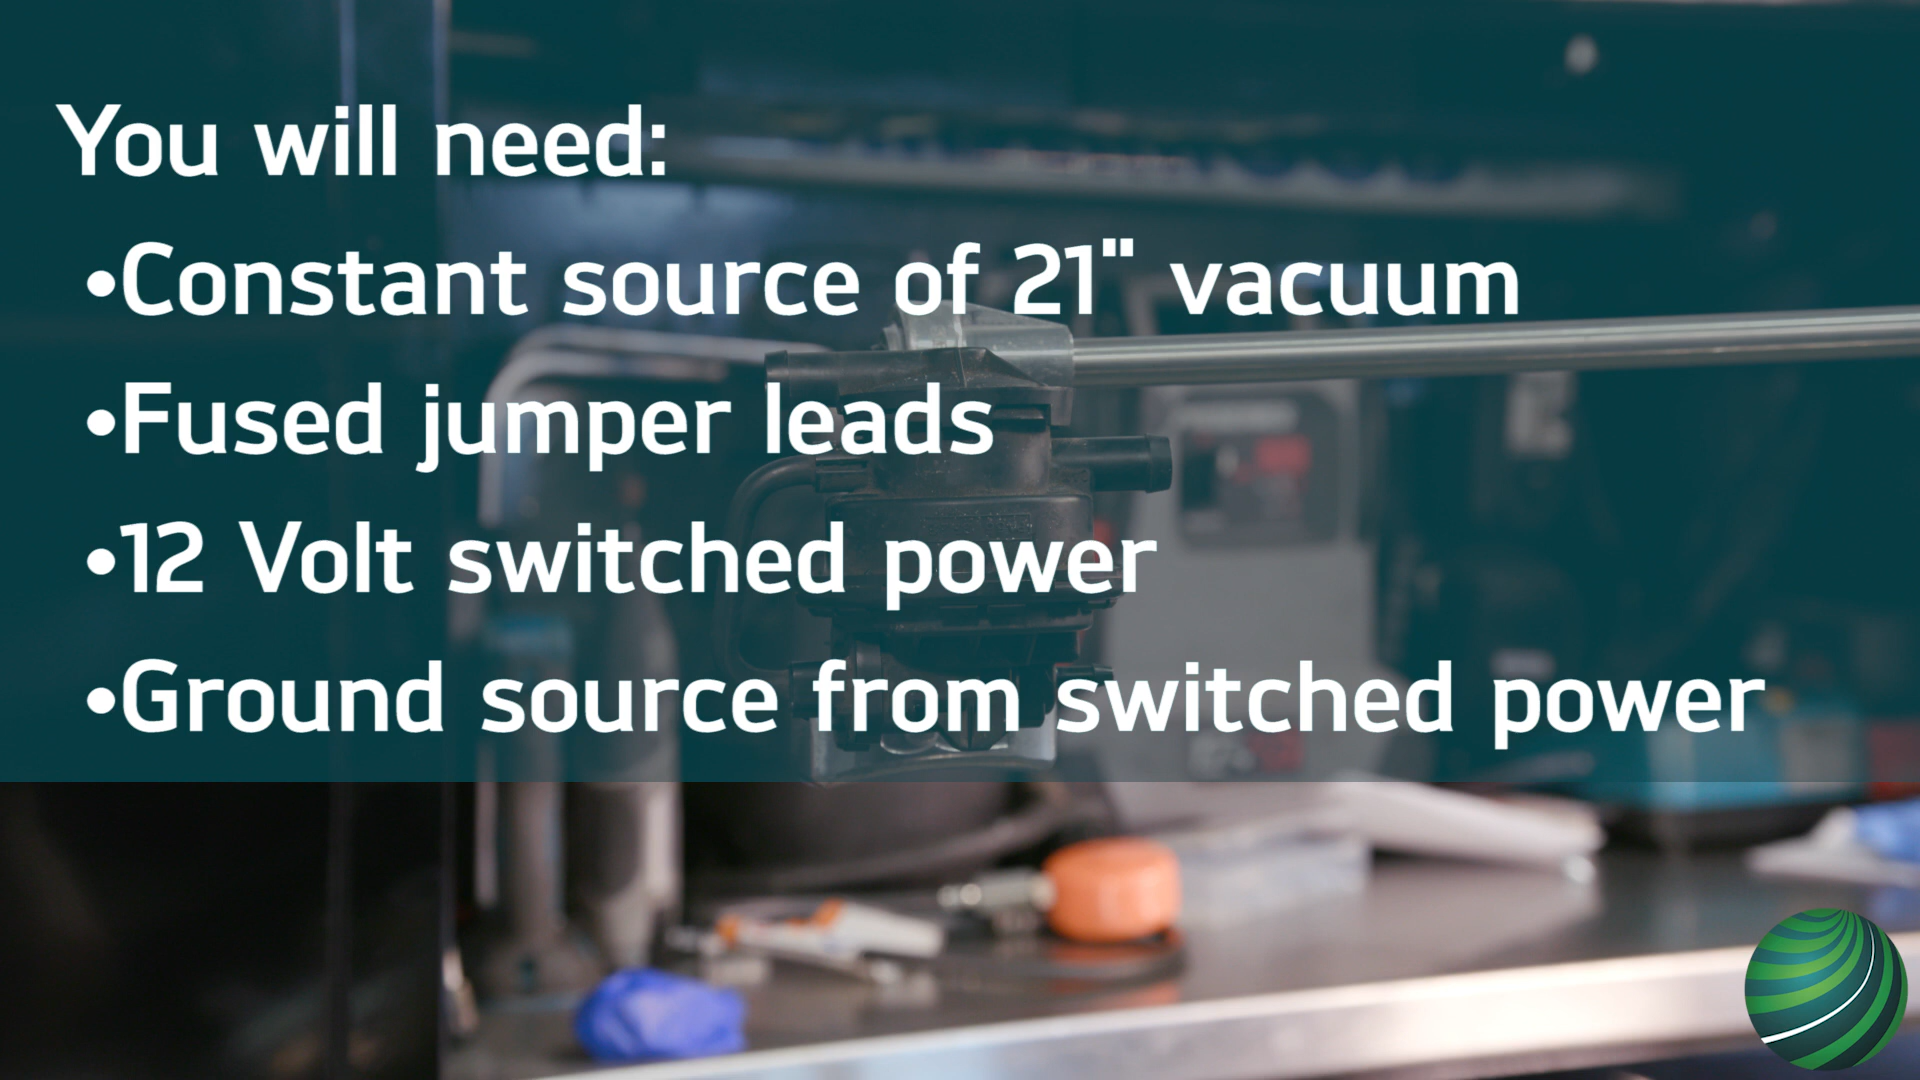 You will need:
•Constant source of 21" vacuum
•Fused jumper leads
•12 Volt switched power
•Ground source from switched power